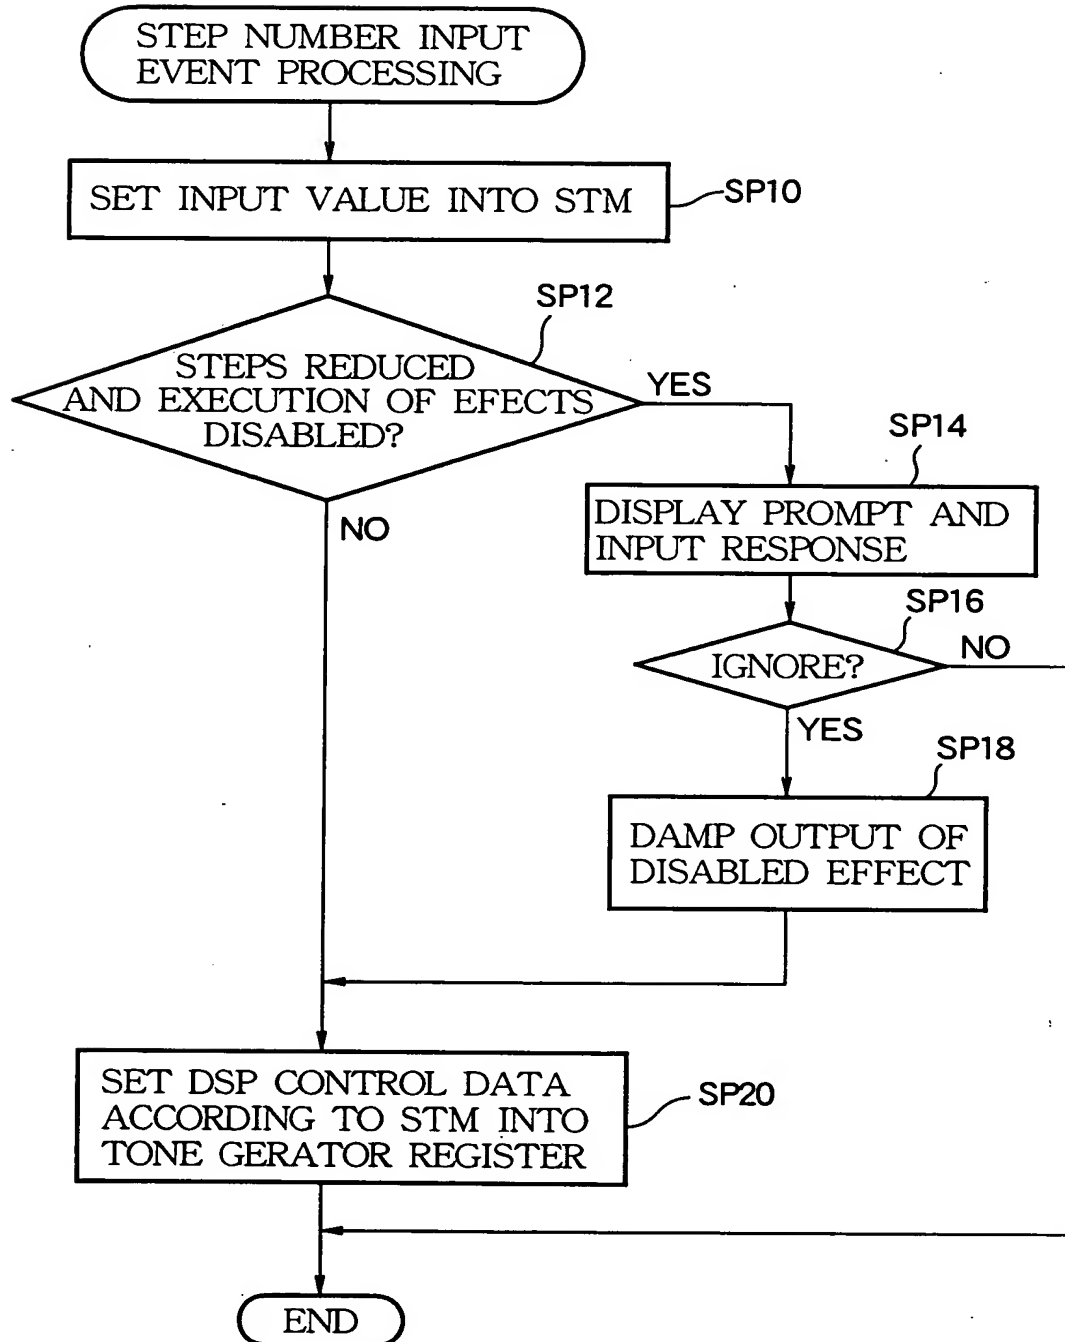 STEP NUMBER INPUT
EVENT PROCESSING
SET INPUT VALUE INTO STM
SP10
SP12
STEPS REDUCED
AND EXECUTION OF EFECTS
DISABLED?
YES
NO
SP14
DISPLAY PROMPT AND
INPUT RESPONSE
SP16
IGNORE?
NO
YES
SP18
DAMP OUTPUT OF
DISABLED EFFECT
SET DSP CONTROL DATA
ACCORDING TO STM INTO
TONE GERATOR REGISTER
SP20
END